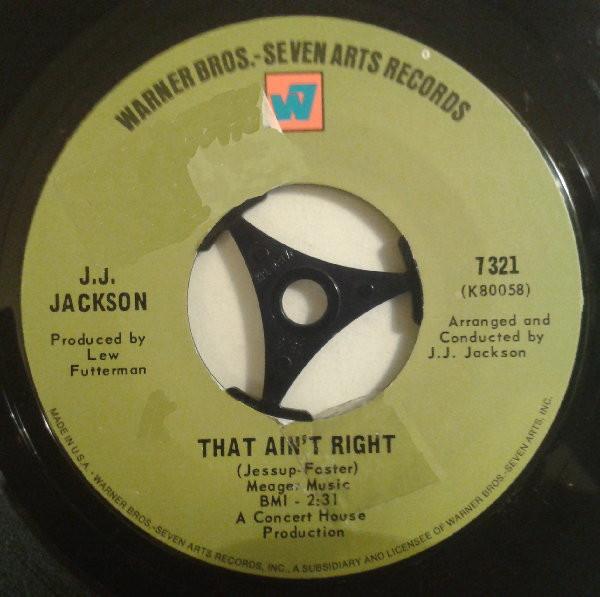 WARNER BROS.-SEVEN ARTS RECORDS
W7
J.J.
JACKSON
Produced by
Lew
Futterman
7321
(K80058)
Arranged and
Conducted by
J.J. Jackson
THAT AIN'T RIGHT
(Jessup-Foster)
Meager Music
BMI - 2:31
A Concert House
Production
MADE IN U.S.A. • WARNER BROS.-SEVEN ARTS RECORDS, INC., A SUBSIDIARY AND LICENSEE OF WARNER BROS.-SEVEN ARTS, INC.